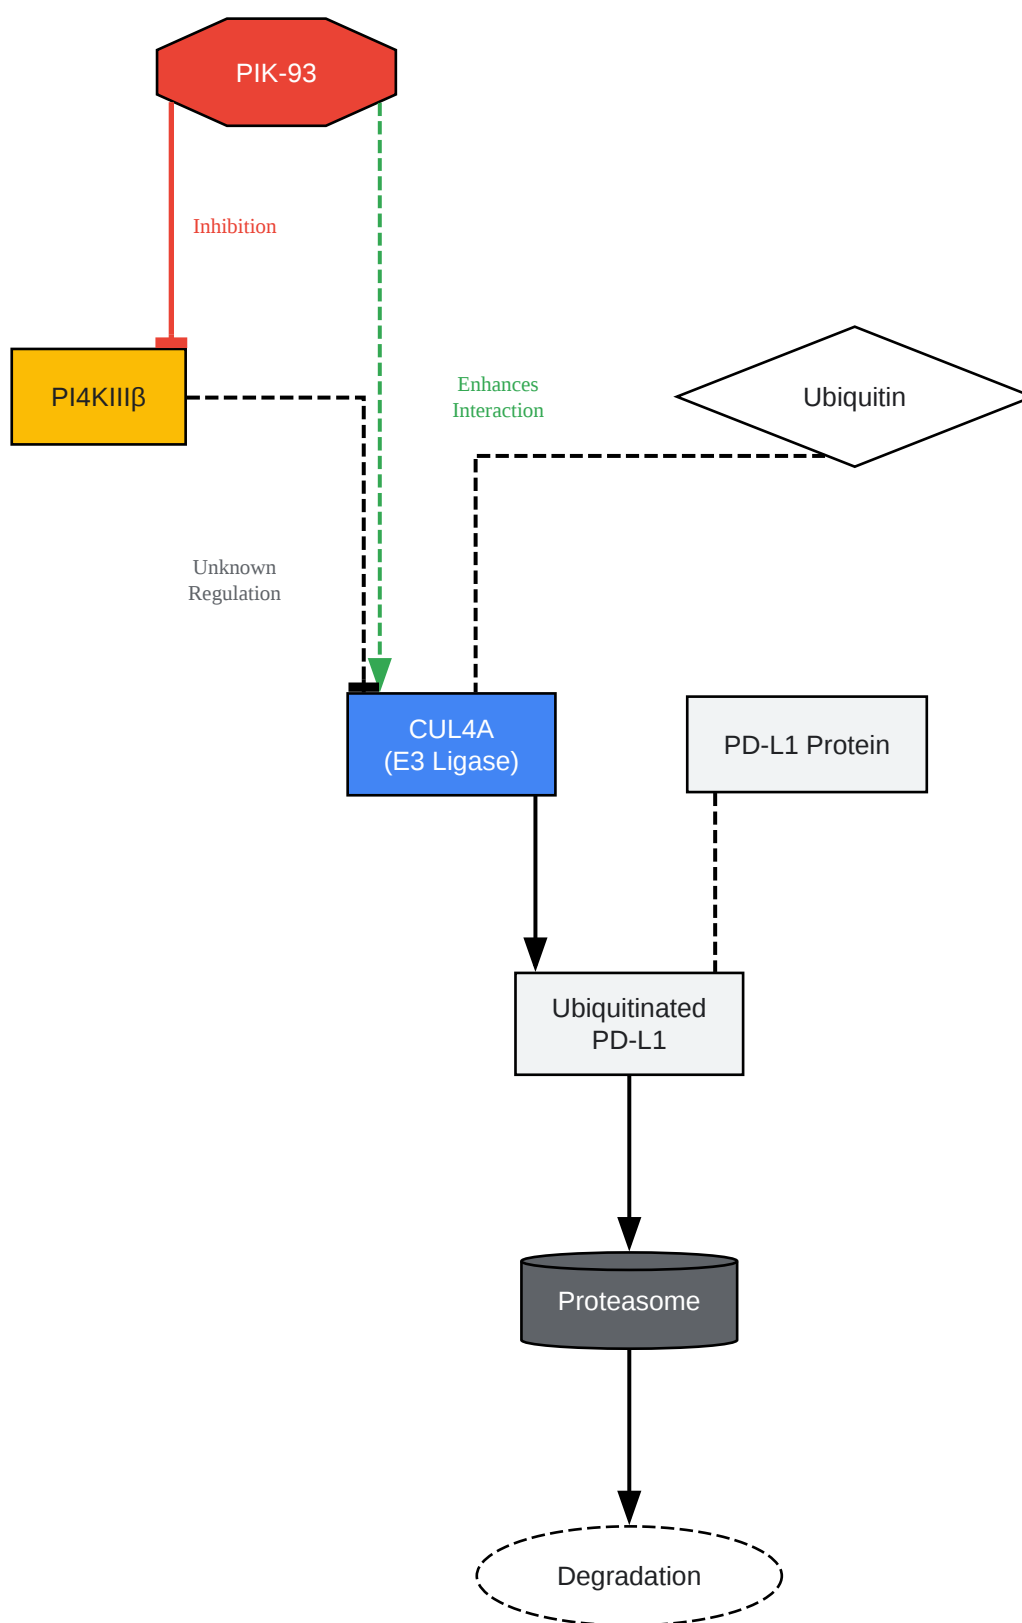 PIK-93
Inhibition
PI4KIIIβ
Enhances
Interaction
Ubiquitin
Unknown
Regulation
CUL4A
(E3 Ligase)
PD-L1 Protein
Ubiquitinated
PD-L1
Proteasome
Degradation